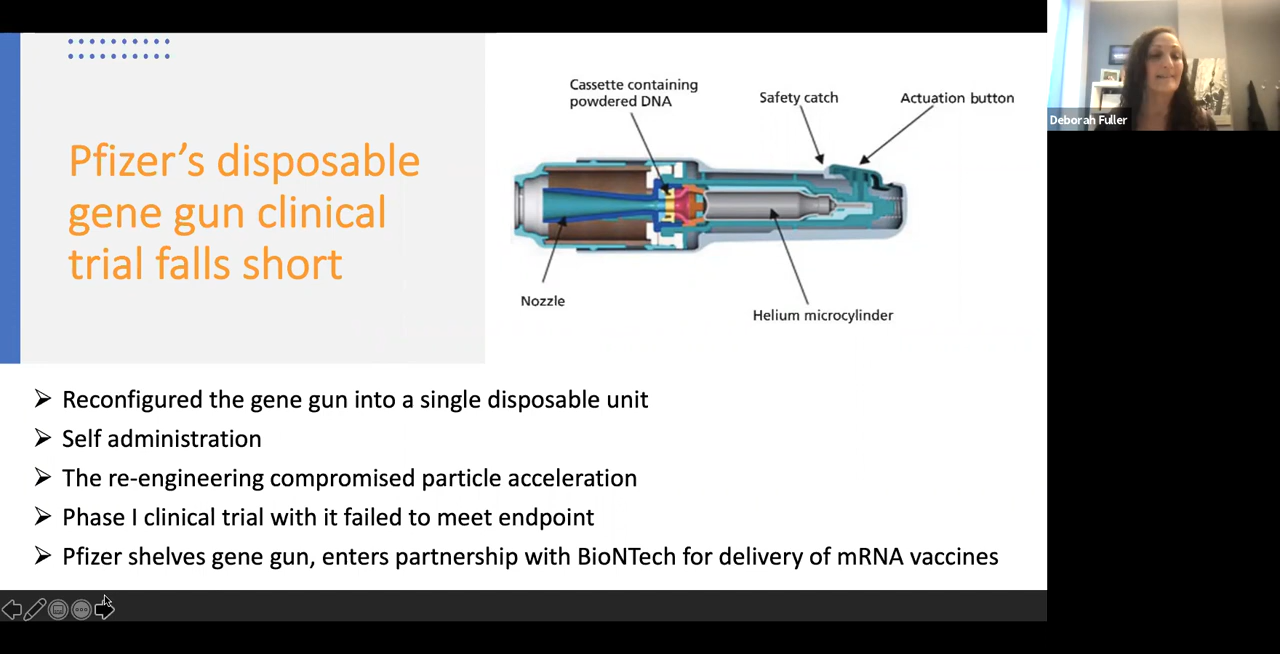 Pfizer’s disposable
gene gun clinical
trial falls short
Cassette containing
powdered DNA
Safety catch
Actuation button
Nozzle
Helium microcylinder
Deborah Fuller
Reconfigured the gene gun into a single disposable unit
Self administration
The re-engineering compromised particle acceleration
Phase I clinical trial with it failed to meet endpoint
Pfizer shelves gene gun, enters partnership with BioNTech for delivery of mRNA vaccines